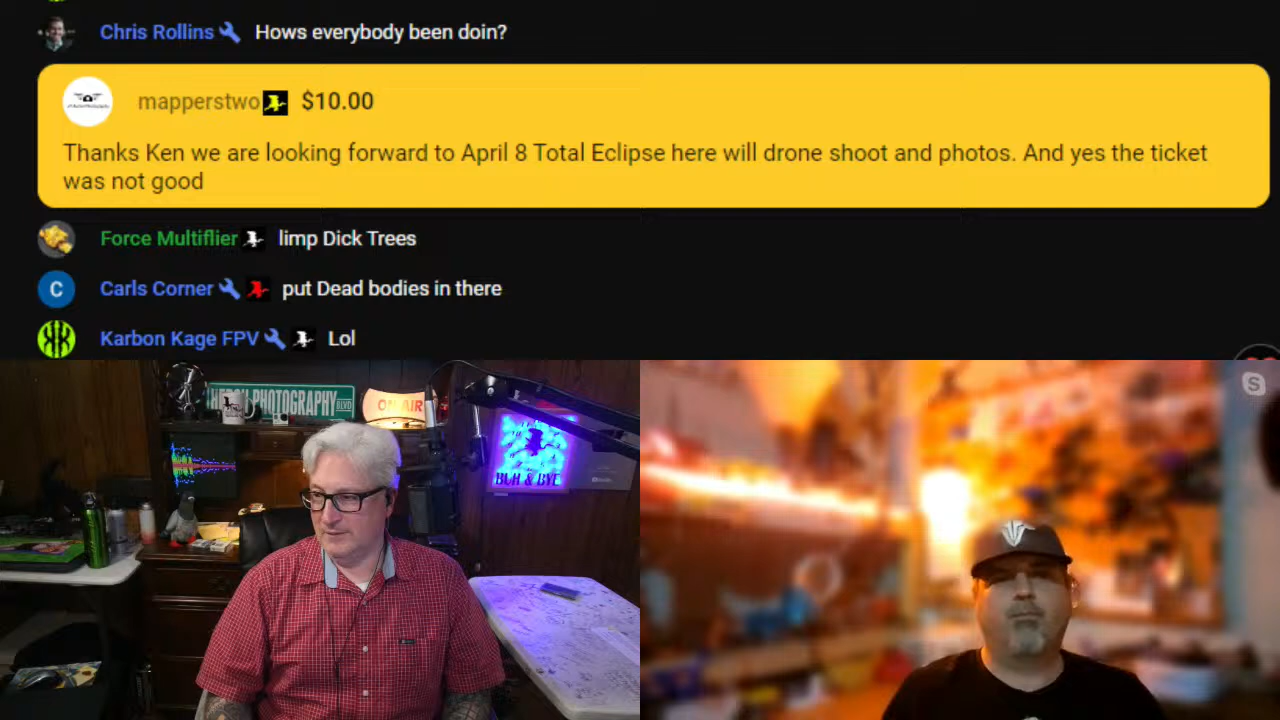 Chris Rollins Hows everybody been doin?
mapperstwo $10.00
Thanks Ken we are looking forward to April 8 Total Eclipse here will drone shoot and photos. And yes the ticket
was not good
Force Multiflier limp Dick Trees
C Carls Corner put Dead bodies in there
Karbon Kage FPV Lol
PHOTOGRAPHY BLVD
ON AIR
BUH & BYE
S